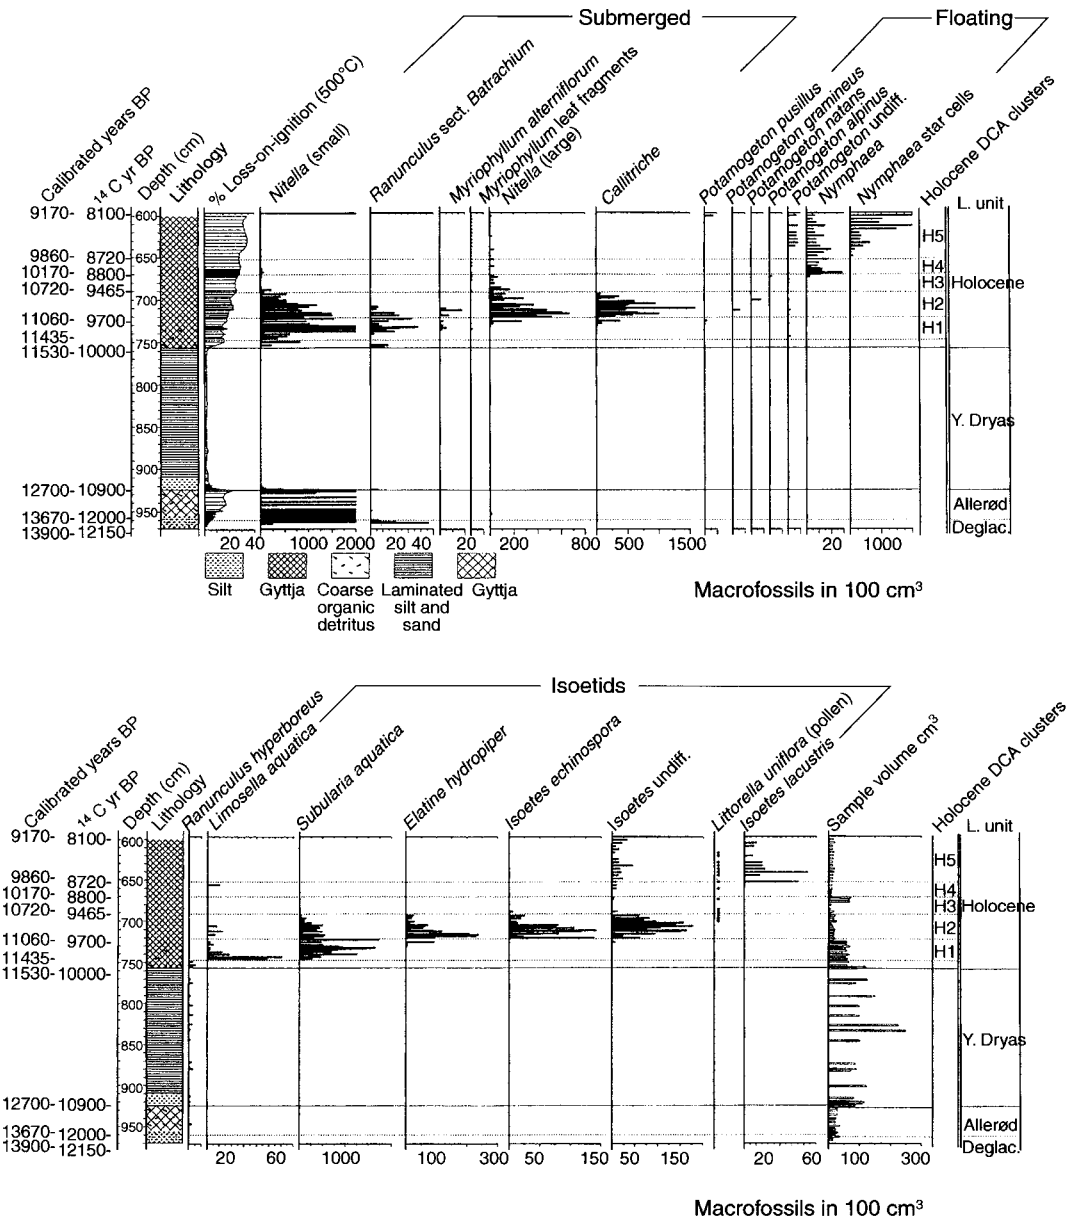 Submerged
Floating
Calibrated years BP
14 C yr BP
Depth (cm)
Lithology
% Loss-on-ignition (500°C)
Nitella (small)
Ranunculus sect. Batrachium
Myriophyllum alterniflorum
Myriophyllum leaf fragments
Nitella (large)
Callitriche
Potamogeton pusillus
Potamogeton gramineus
Potamogeton natans
Potamogeton alpinus
Potamogeton undiff.
Nymphaea
Nymphaea star cells
Holocene DCA clusters
L. unit
9170- 8100- 600
H5
9860- 8720- 650
10170- 8800- H4
H3 Holocene
10720- 9465- 700
H2
11060- 9700- H1
11435- 750
11530- 10000-
800
850 Y. Dryas
900
12700- 10900-
950 Allerød
13670- 12000-
13900- 12150- Deglac.
20 40 1000 2000 20 40 20 200 800 500 1500 20 1000
Silt
Gyttja
Coarse organic detritus
Laminated silt and sand
Gyttja
Macrofossils in 100 cm³
Isoetids
Calibrated years BP
14 C yr BP
Depth (cm)
Lithology
Ranunculus hyperboreus
Limosella aquatica
Subularia aquatica
Elatine hydropiper
Isoetes echinospora
Isoetes undiff.
Littorella uniflora (pollen)
Isoetes lacustris
Sample volume cm³
Holocene DCA clusters
L. unit
9170- 8100- 600
H5
9860- 8720- 650
10170- 8800- H4
H3 Holocene
10720- 9465- 700
H2
11060- 9700- H1
11435- 750
11530- 10000-
800
850 Y. Dryas
900
12700- 10900-
950 Allerød
13670- 12000-
13900- 12150- Deglac.
20 60 1000 100 300 50 150 50 150 20 60 100 300
Macrofossils in 100 cm³